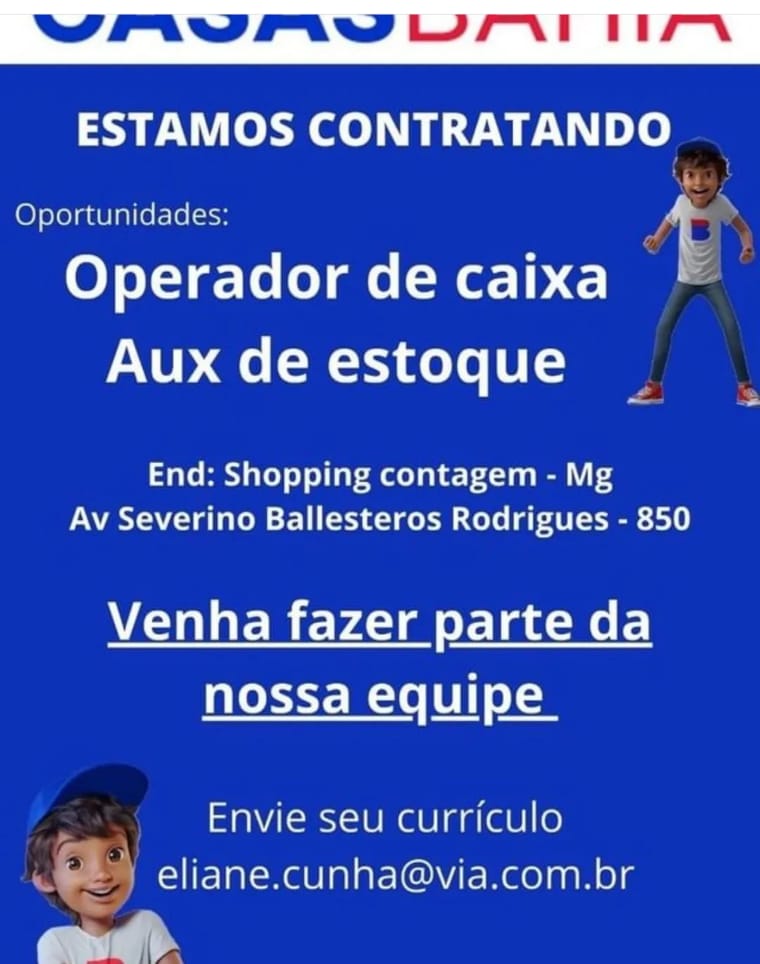 CASASBAHIA
ESTAMOS CONTRATANDO
Oportunidades:
Operador de caixa
Aux de estoque
End: Shopping contagem - Mg
Av Severino Ballesteros Rodrigues - 850
Venha fazer parte da
nossa equipe
Envie seu currículo
eliane.cunha@via.com.br
B